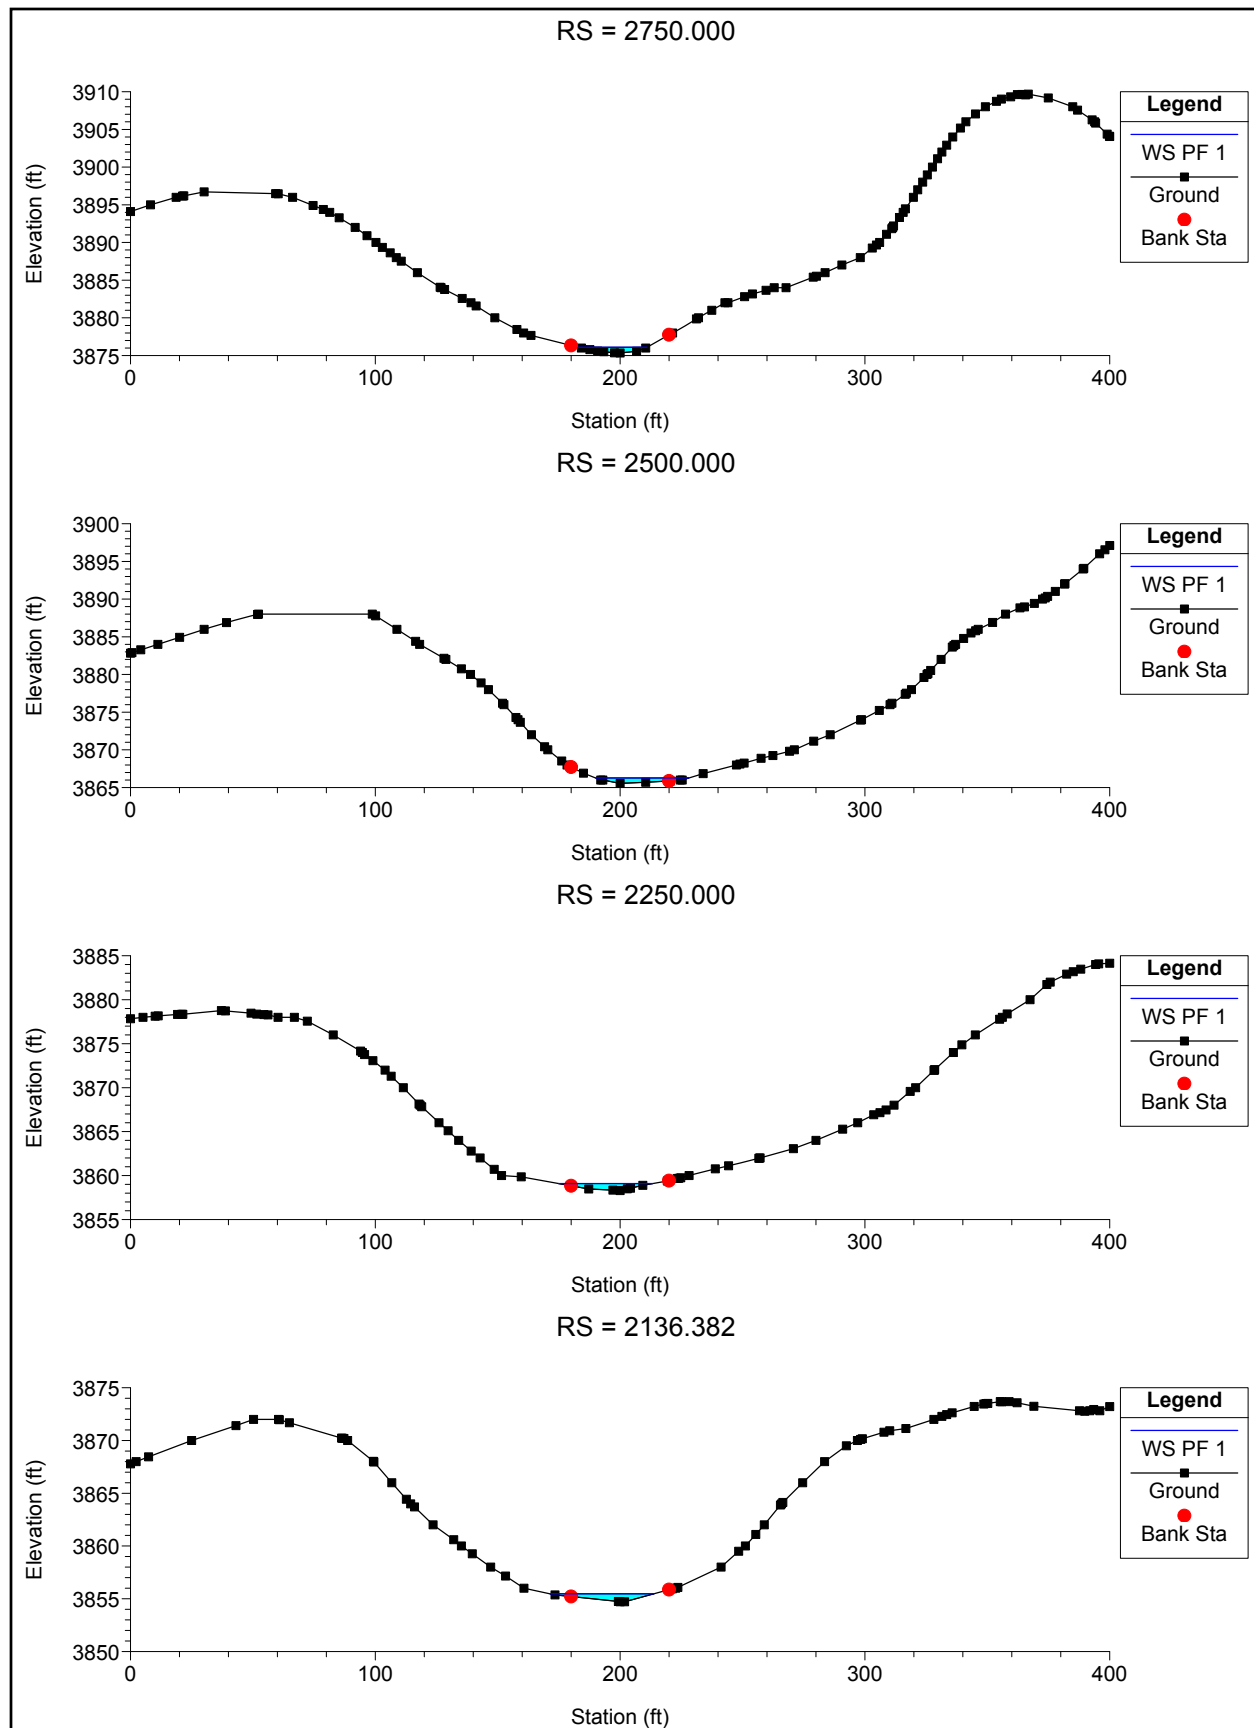 RS = 2750.000
3910
3905
3900
3895
3890
3885
3880
3875
Elevation (ft)
0
100
200
300
400
Station (ft)
Legend
WS PF 1
Ground
Bank Sta
RS = 2500.000
3900
3895
3890
3885
3880
3875
3870
3865
Elevation (ft)
0
100
200
300
400
Station (ft)
Legend
WS PF 1
Ground
Bank Sta
RS = 2250.000
3885
3880
3875
3870
3865
3860
3855
Elevation (ft)
0
100
200
300
400
Station (ft)
Legend
WS PF 1
Ground
Bank Sta
RS = 2136.382
3875
3870
3865
3860
3855
3850
Elevation (ft)
0
100
200
300
400
Station (ft)
Legend
WS PF 1
Ground
Bank Sta